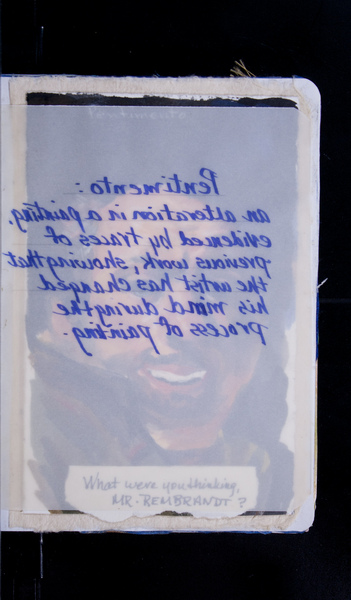 Pentimento
Pentimento:
an alteration in a painting,
evidenced by traces of
previous work, showing that
the artist has changed
his mind during the
process of painting.
What were you thinking,
MR. REMBRANDT?